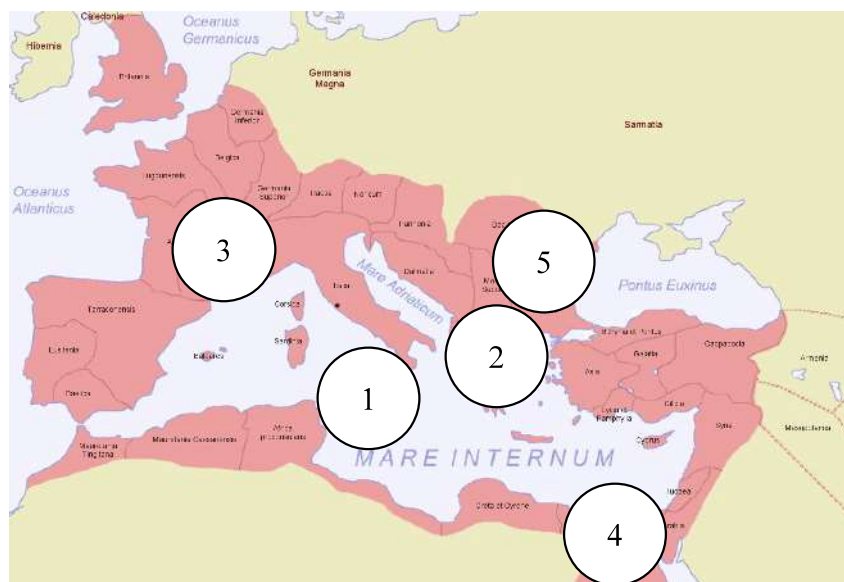 Caledonia
Hibernia
Oceanus
Germanicus
Britannia
Germania
Magna
Sarmatia
Germania
Inferior
Belgica
Lugdunensis
Germania
Superior
Raetia
Noricum
Pannonia
Oceanus
Atlanticus
3
5
Dalmatia
Mare Adriaticum
Pontus Euxinus
Italia
Corsica
Sardinia
Tarraconensis
Lusitania
Baetica
Baleares
1
2
Bithynia et Pontus
Galatia
Cappadocia
Armenia
Asia
Lycia et
Pamphylia
Cilicia
Cyprus
Syria
Mesopotamia
Mauretania
Tingitana
Mauretania Caesariensis
Africa
proconsularis
MARE INTERNUM
Creta et Cyrene
Iudaea
4